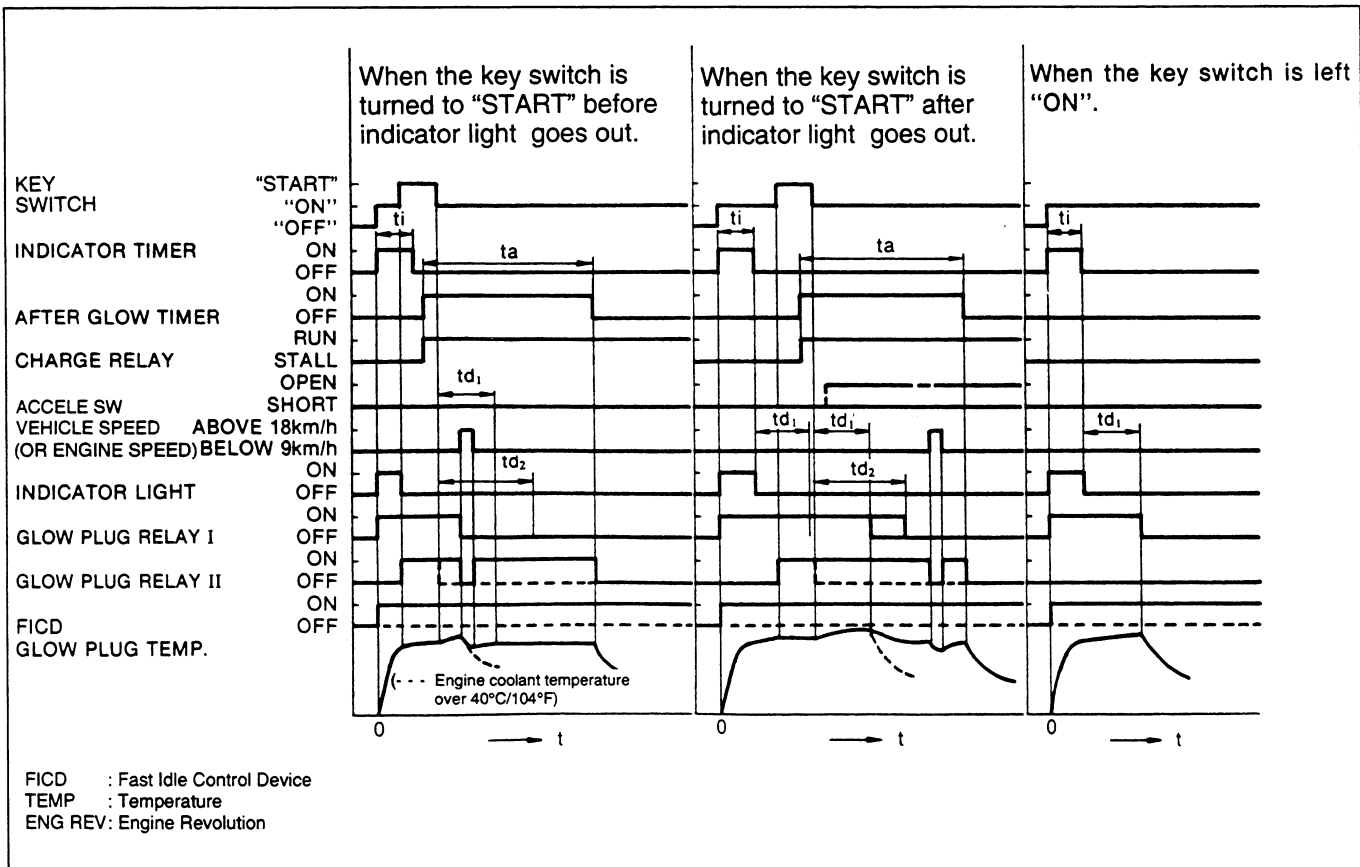 When the key switch is
turned to “START” before
indicator light goes out.
When the key switch is
turned to “START” after
indicator light goes out.
When the key switch is left
“ON”.
KEY
SWITCH
“START”
“ON”
“OFF”
INDICATOR TIMER
ON
OFF
AFTER GLOW TIMER
ON
OFF
CHARGE RELAY
RUN
STALL
ACCELE SW
OPEN
SHORT
VEHICLE SPEED ABOVE 18km/h
(OR ENGINE SPEED) BELOW 9km/h
INDICATOR LIGHT
ON
OFF
GLOW PLUG RELAY I
ON
OFF
GLOW PLUG RELAY II
ON
OFF
FICD
ON
OFF
GLOW PLUG TEMP.
ti
ta
td1
td2
(--- Engine coolant temperature
over 40°C/104°F)
0
t
ti
ta
td1
td1
td2
0
t
ti
td1
0
t
FICD : Fast Idle Control Device
TEMP : Temperature
ENG REV: Engine Revolution